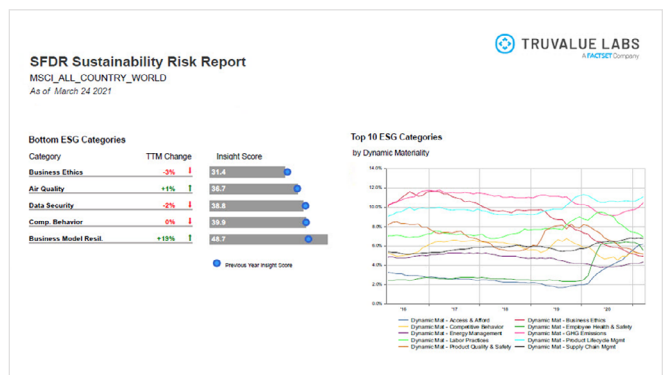 TRUVALUE LABS
A FACTSET Company
SFDR Sustainability Risk Report
MSCI_ALL_COUNTRY_WORLD
As of March 24 2021
Bottom ESG Categories
Category TTM Change Insight Score
Business Ethics -3% 31.4
Air Quality +1% 36.7
Data Security -2% 38.8
Comp. Behavior 0% 39.9
Business Model Resil. +19% 48.7
Previous Year Insight Score
Top 10 ESG Categories
by Dynamic Materiality
14.0%
12.0%
10.0%
8.0%
6.0%
4.0%
2.0%
0.0%
'16 '17 '18 '19 '20
Dynamic Mat - Access & Afford Dynamic Mat - Business Ethics
Dynamic Mat - Competitive Behavior Dynamic Mat - Employee Health & Safety
Dynamic Mat - Energy Management Dynamic Mat - GHG Emissions
Dynamic Mat - Labor Practices Dynamic Mat - Product Lifecycle Mgmt
Dynamic Mat - Product Quality & Safety Dynamic Mat - Supply Chain Mgmt